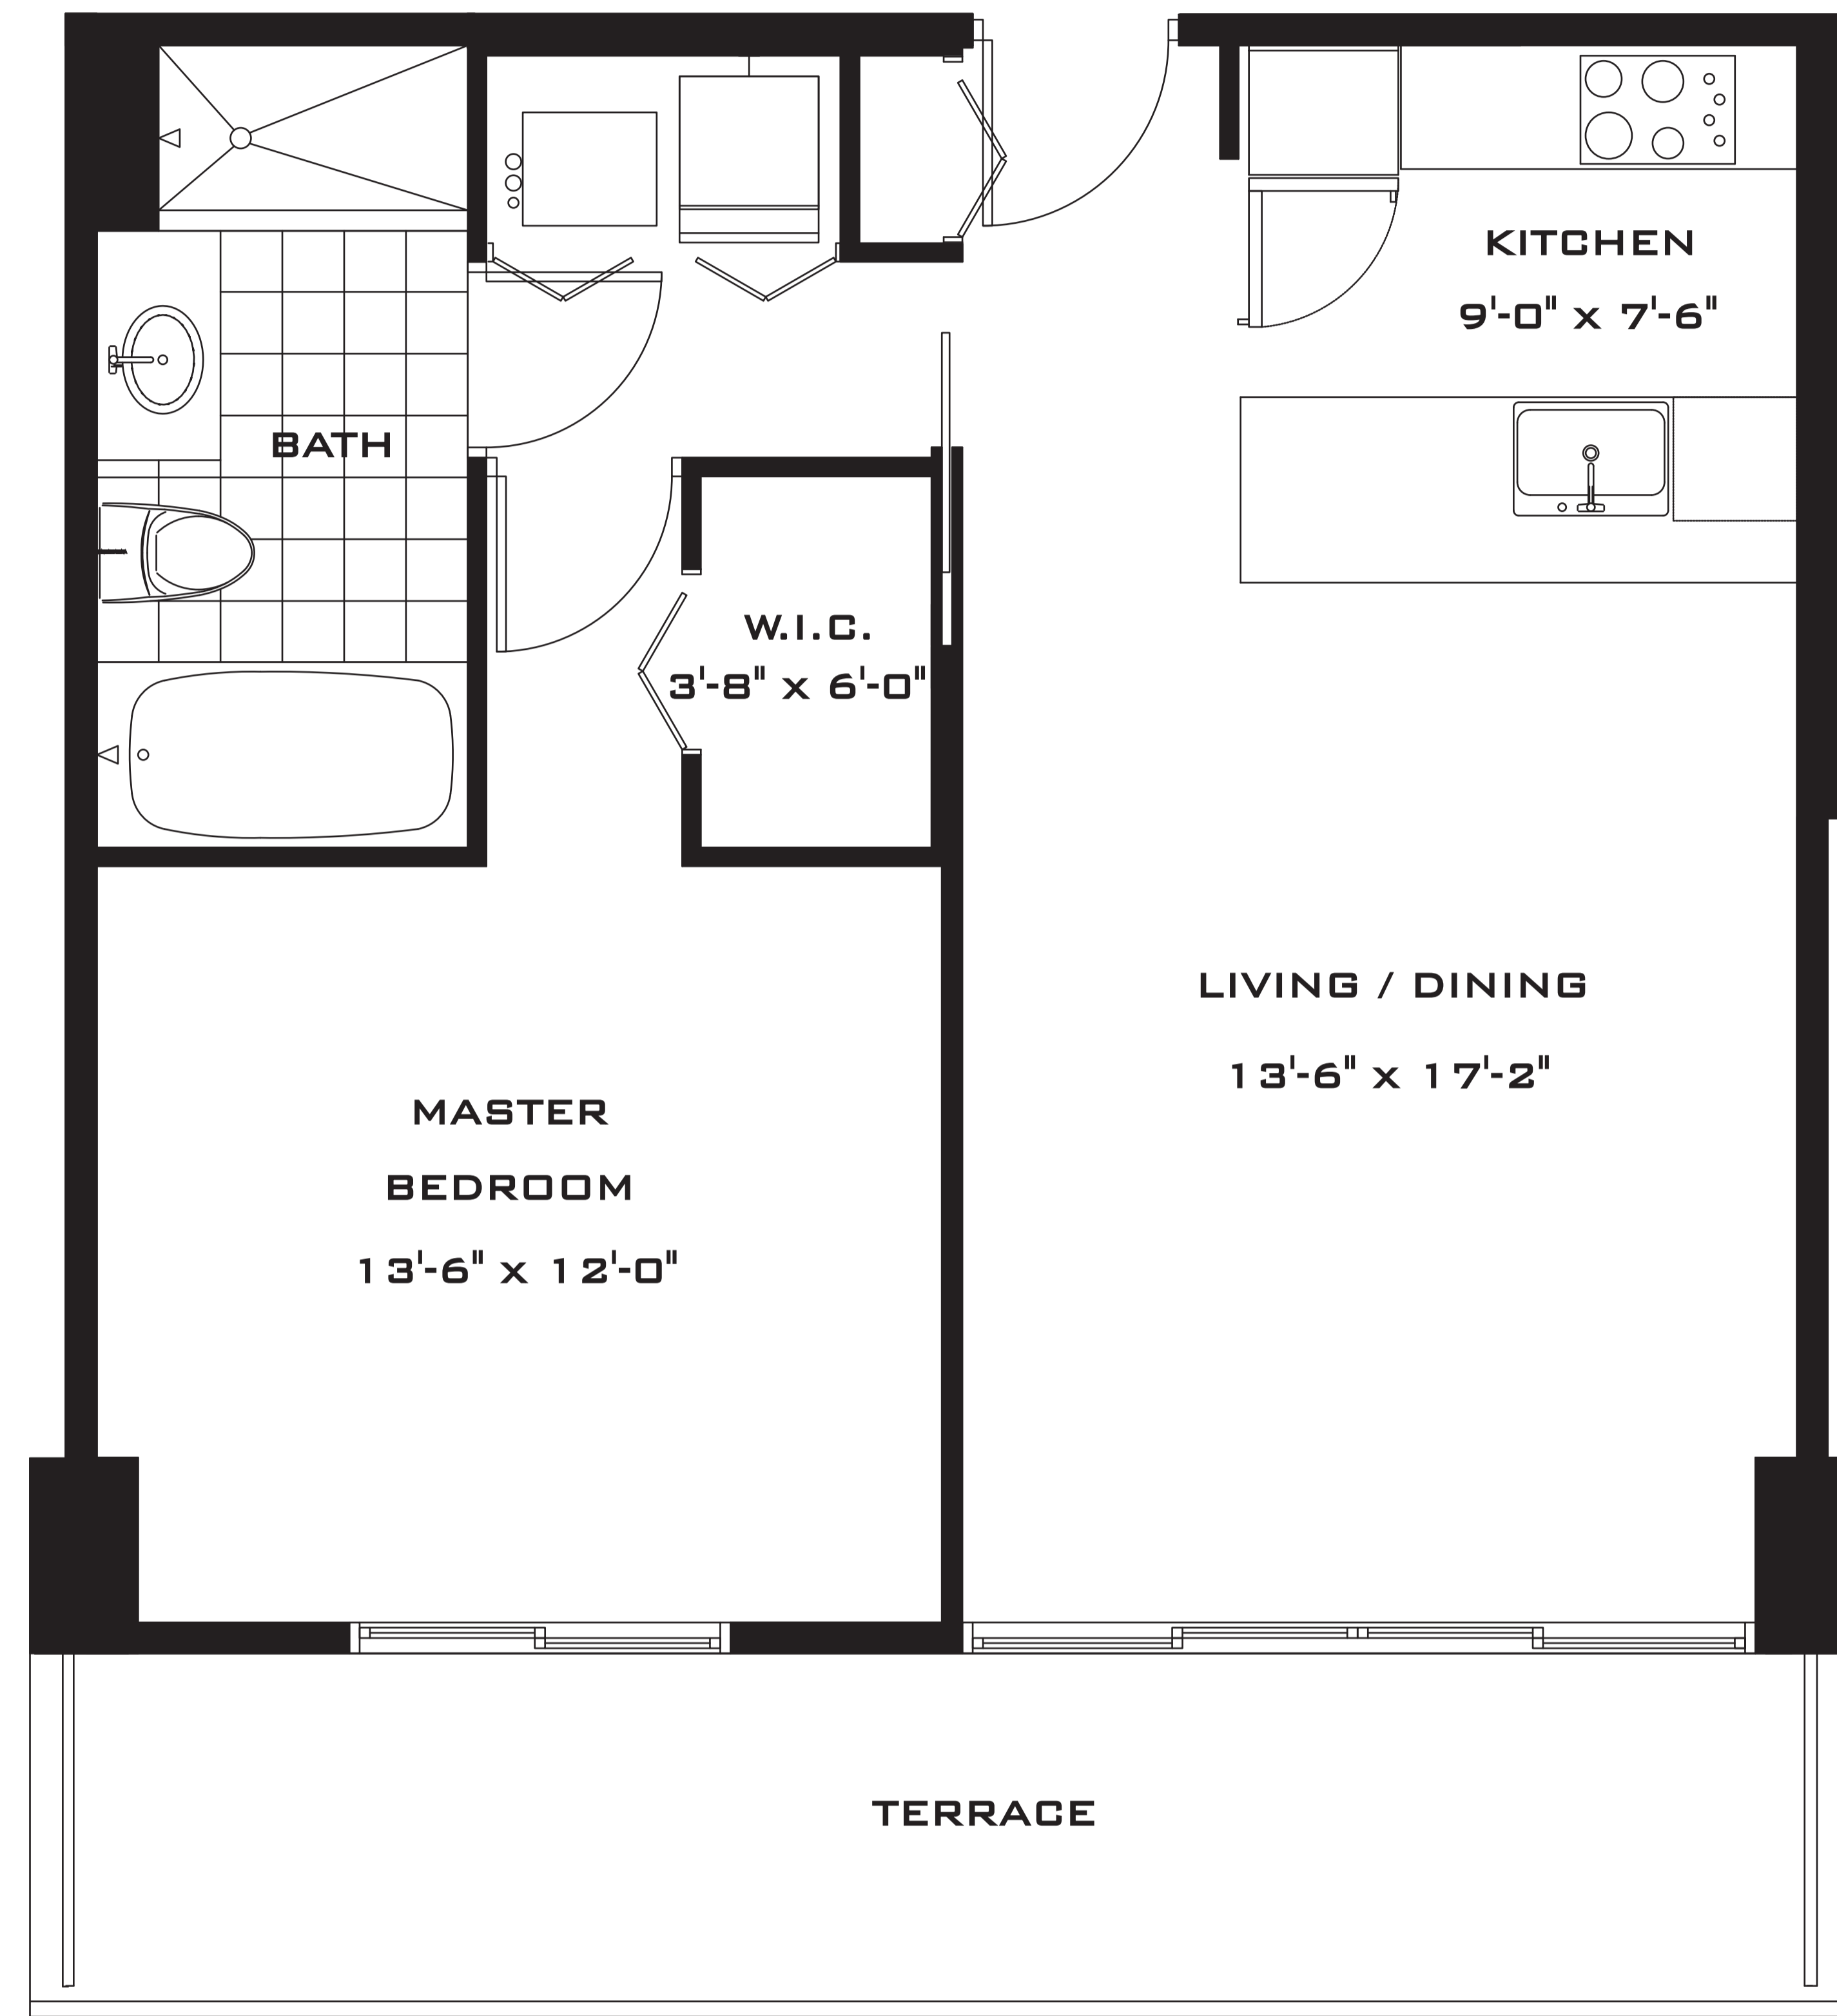 KITCHEN
9'-0" x 7'-6"
BATH
W.I.C.
3'-8" x 6'-0"
LIVING / DINING
13'-6" x 17'-2"
MASTER
BEDROOM
13'-6" x 12'-0"
TERRACE